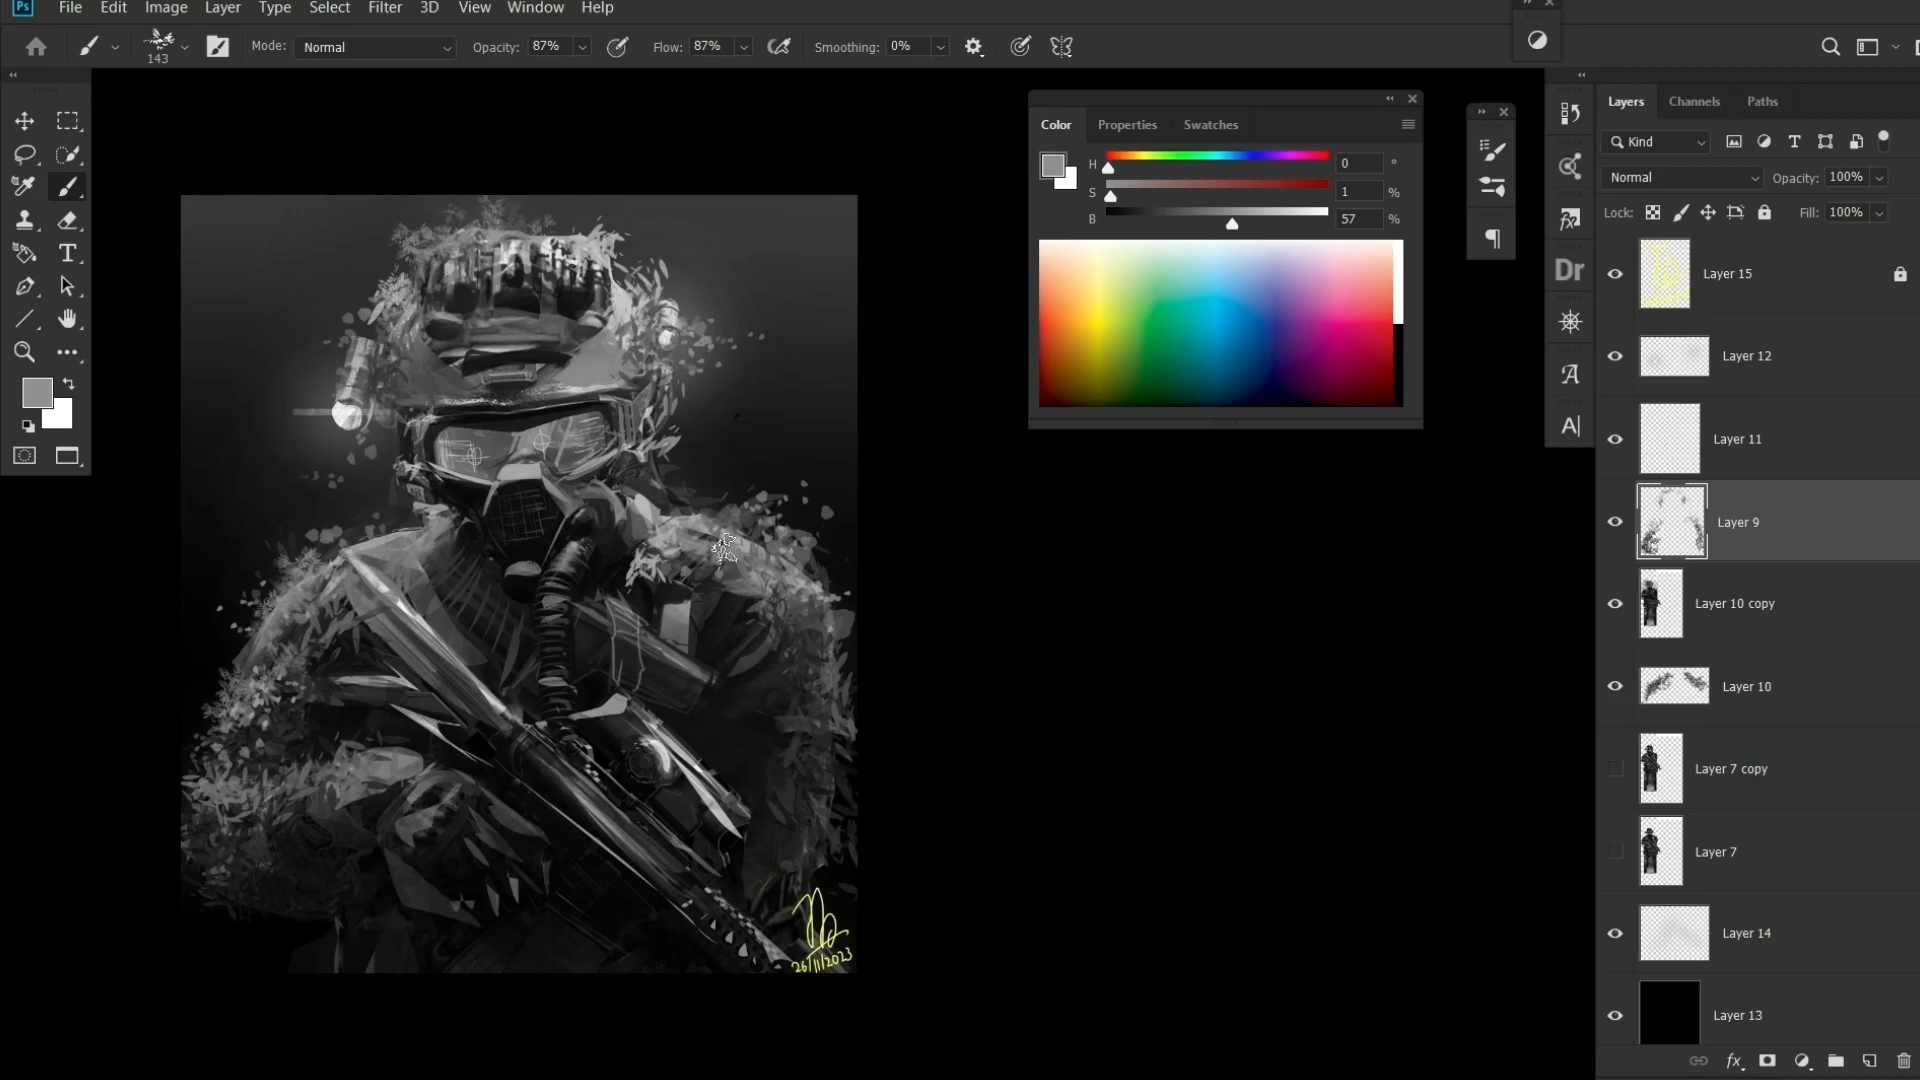 Ps File Edit Image Layer Type Select Filter 3D View Window Help
143 Mode: Normal Opacity: 87% Flow: 87% Smoothing: 0%
Color Properties Swatches
H 0 °
S 1 %
B 57 %
Dr
A|
Layers Channels Paths
Kind
Normal Opacity: 100%
Lock: Fill: 100%
Layer 15
Layer 12
Layer 11
Layer 9
Layer 10 copy
Layer 10
Layer 7 copy
Layer 7
Layer 14
Layer 13
fx
26/11/2023